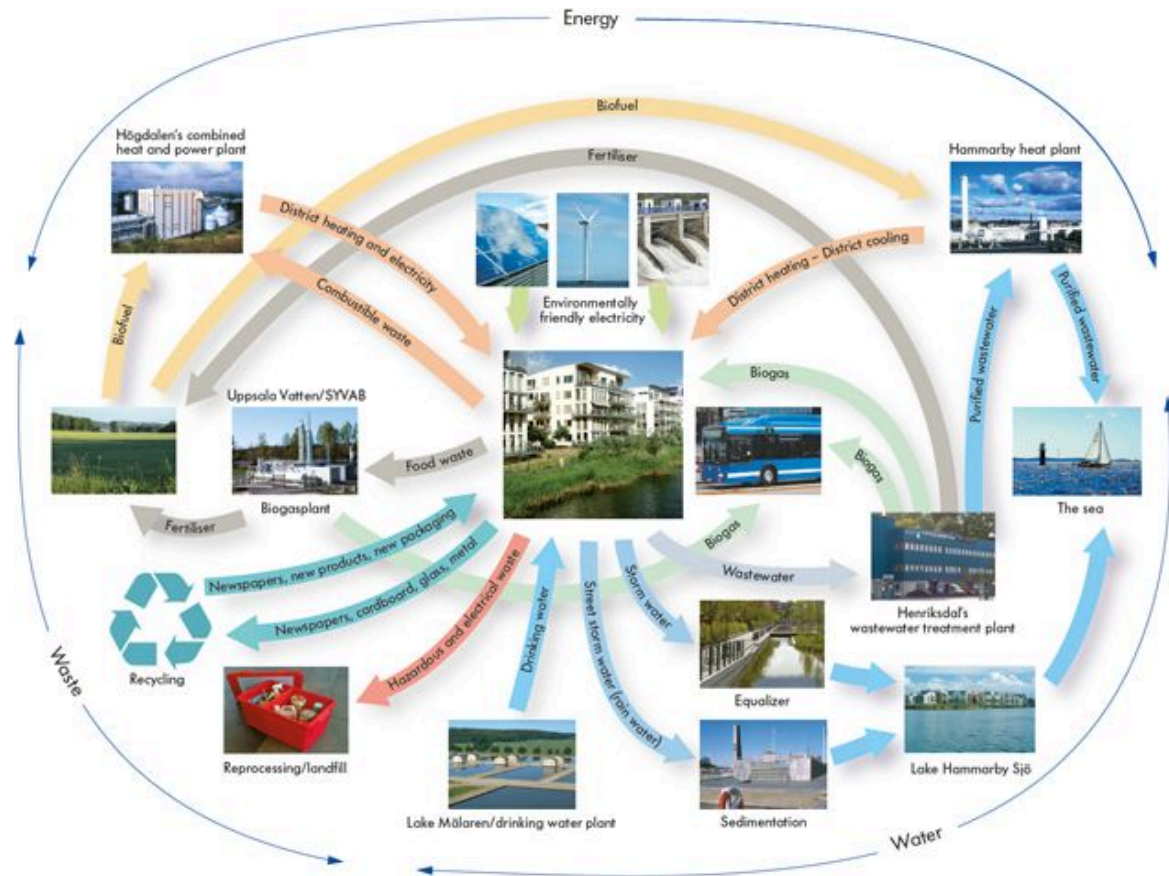 Energy
Biofuel
Högdalen's combined
heat and power plant
Fertiliser
Hammarby heat plant
District heating and electricity
District heating – District cooling
Combustible waste
Environmentally
friendly electricity
Biofuel
Purified wastewater
Purified wastewater
Biogas
Uppsala Vatten/SYVAB
Food waste
Biogas
Biogasplant
The sea
Fertiliser
Biogas
Newspapers, new products, new packaging
Wastewater
Newspapers, cardboard, glass, metal
Storm water
Henriksdal's
wastewater treatment plant
Hazardous and electrical waste
Drinking water
Street storm water (rain water)
Recycling
Waste
Equalizer
Reprocessing/landfill
Lake Hammarby Sjö
Lake Mälaren/drinking water plant
Sedimentation
Water